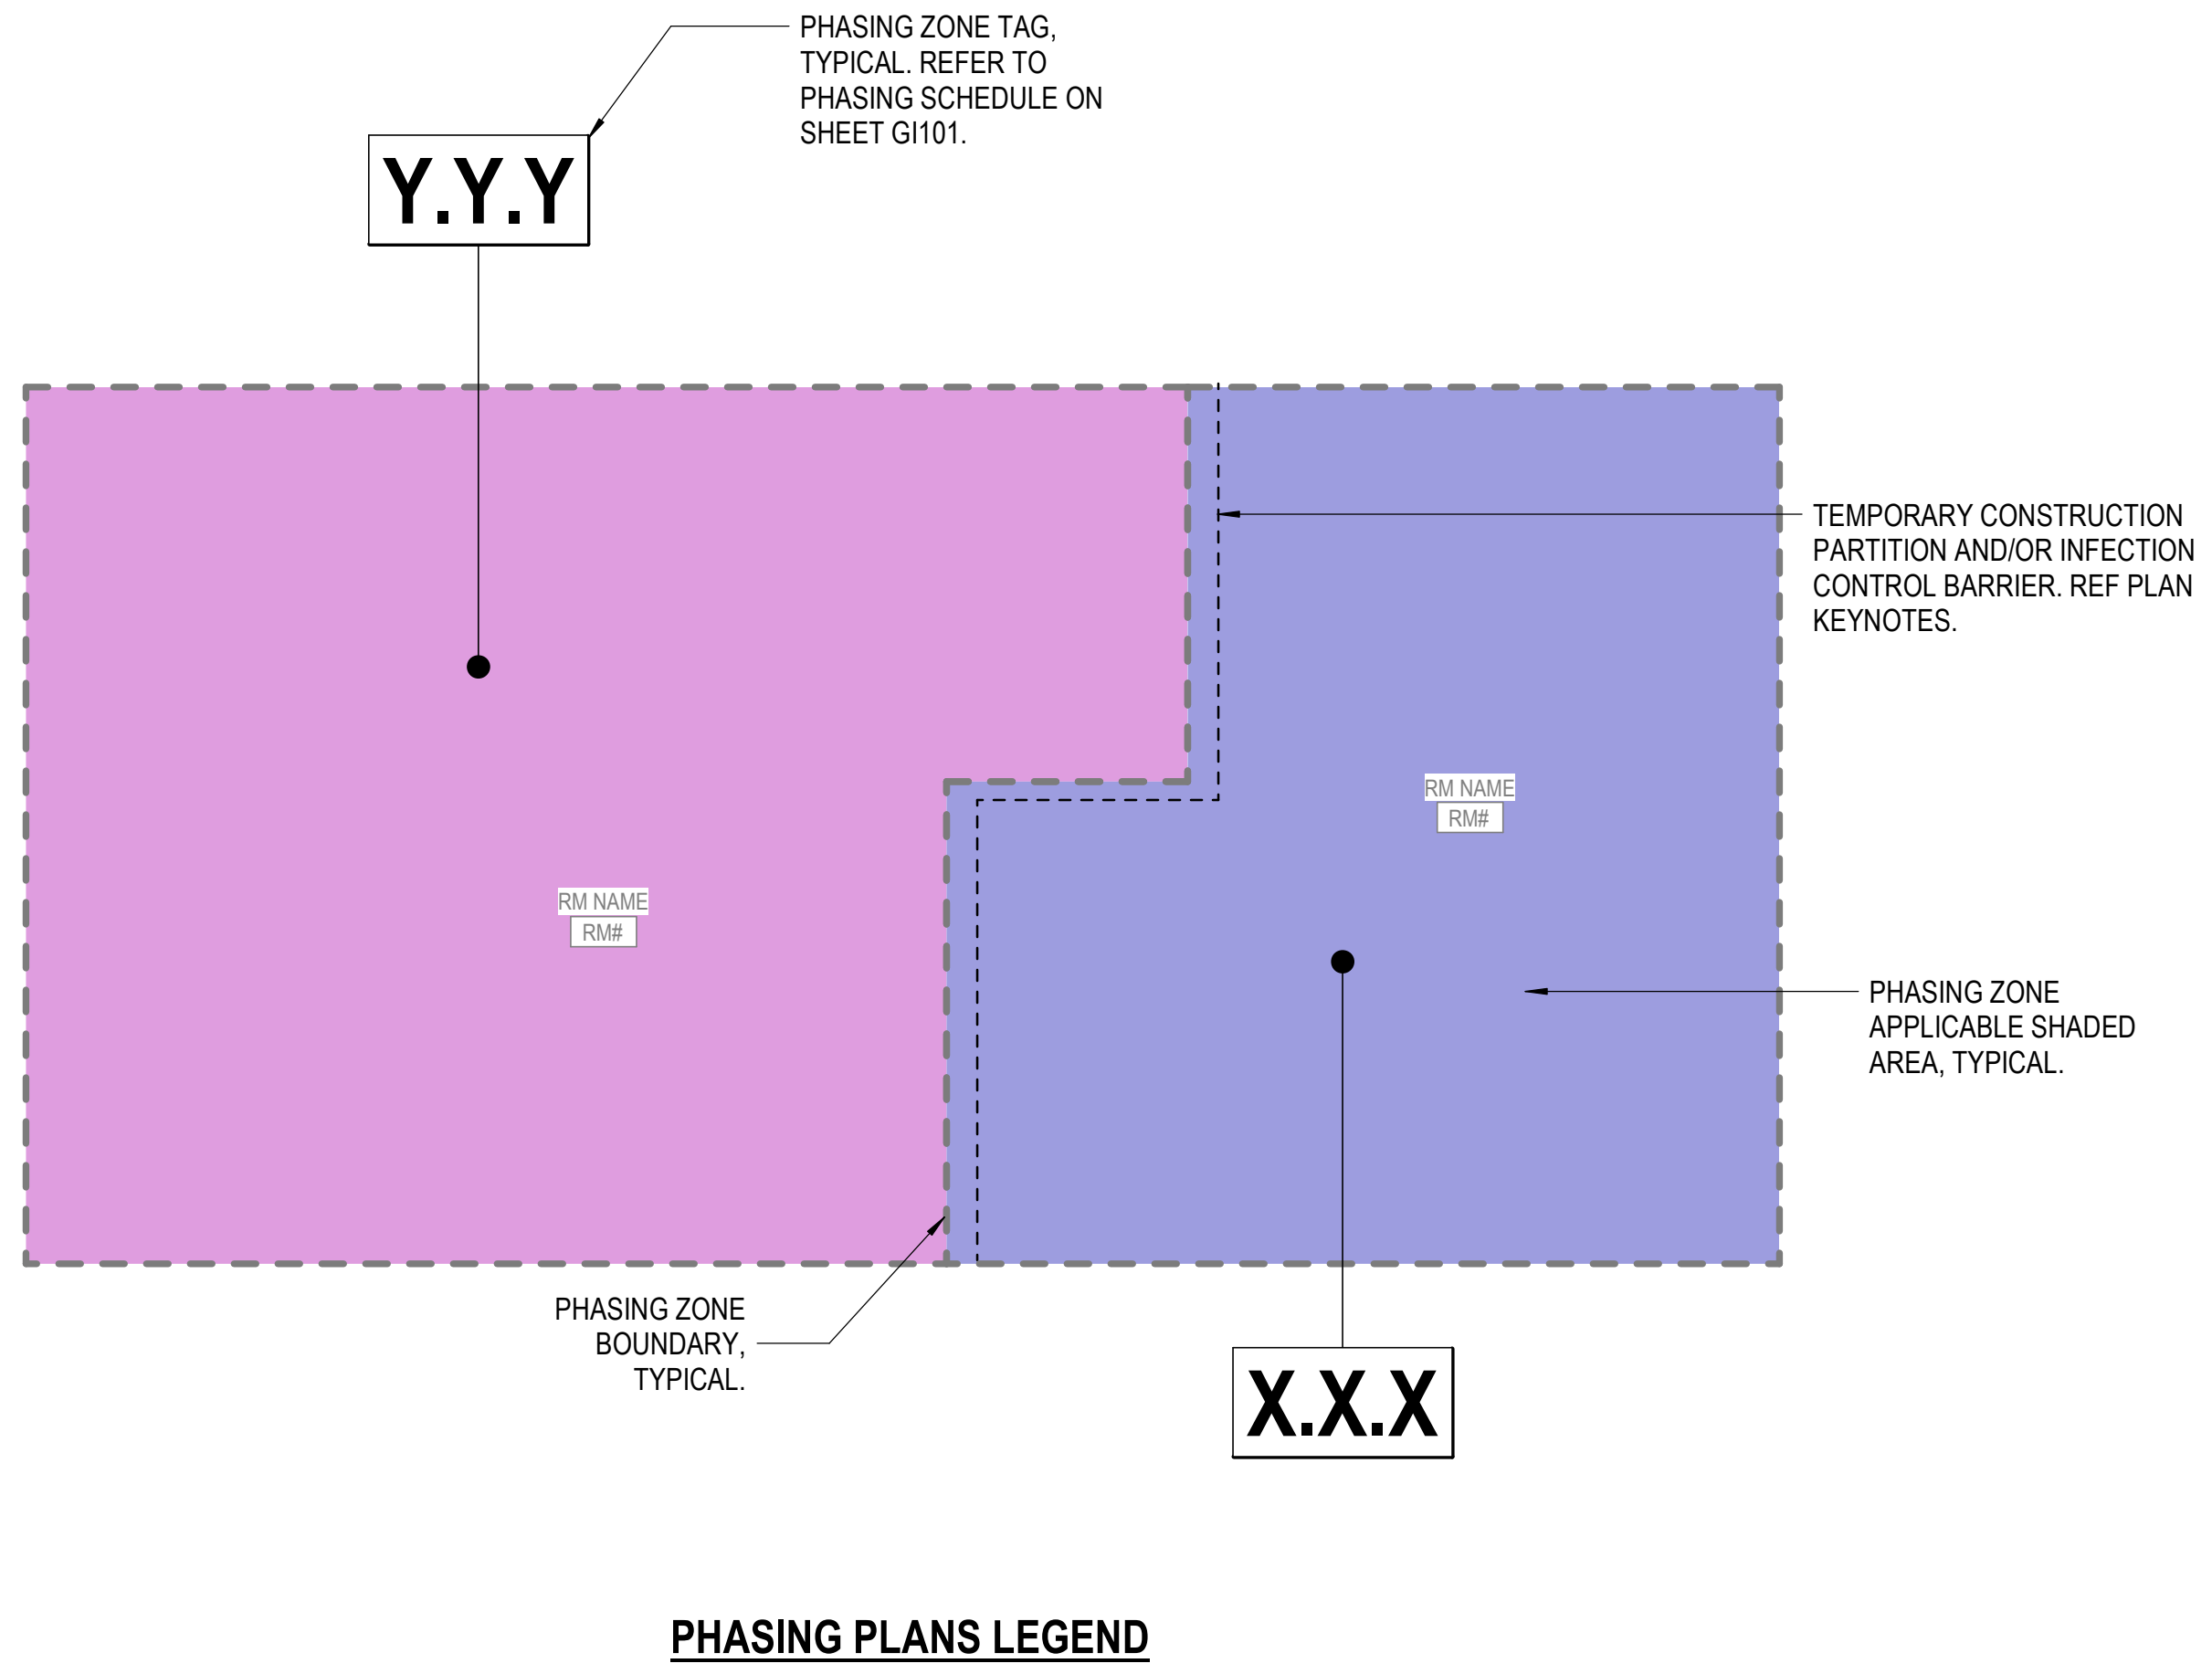 PHASING ZONE TAG,
TYPICAL. REFER TO
PHASING SCHEDULE ON
SHEET GI101.
Y.Y.Y
TEMPORARY CONSTRUCTION
PARTITION AND/OR INFECTION
CONTROL BARRIER. REF PLAN
KEYNOTES.
RM NAME
RM#
RM NAME
RM#
PHASING ZONE
APPLICABLE SHADED
AREA, TYPICAL.
PHASING ZONE
BOUNDARY,
TYPICAL.
X.X.X
PHASING PLANS LEGEND